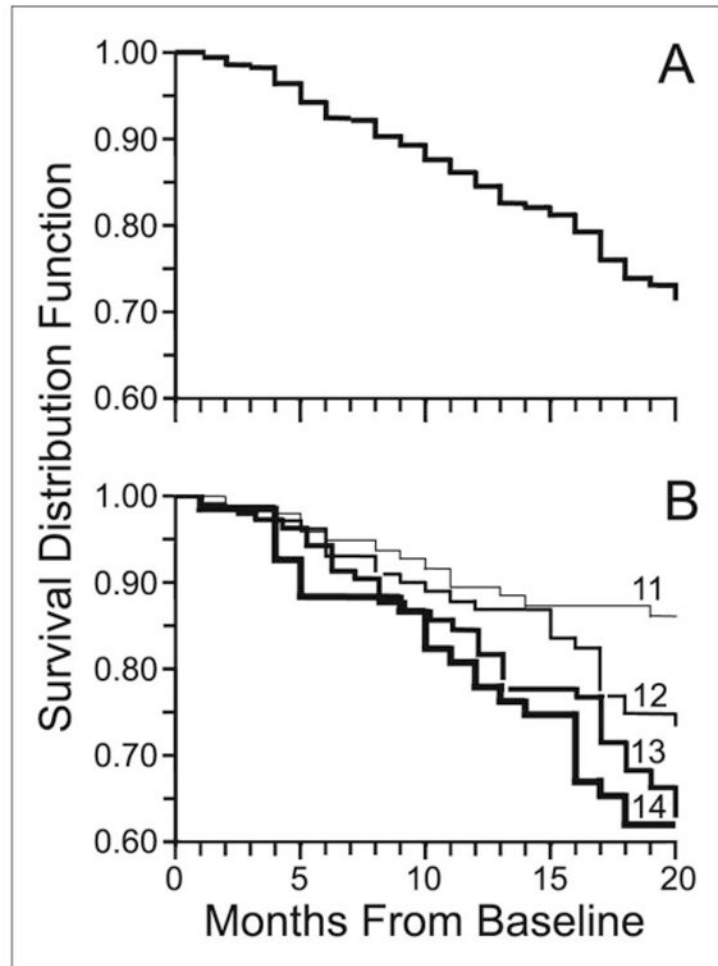 A
1.00
0.90
0.80
0.70
0.60
Survival Distribution Function
B
1.00
0.90
0.80
0.70
0.60
11
12
13
14
0 5 10 15 20
Months From Baseline